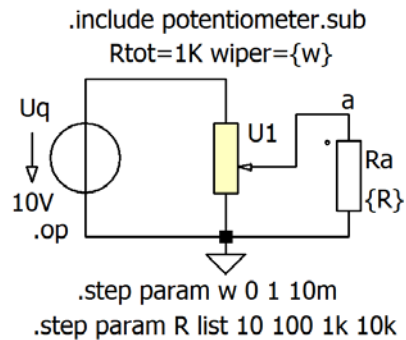 .include potentiometer.sub
Rtot=1K wiper={w}
a
Uq
U1
Ra
10V
{R}
.op
.step param w 0 1 10m
.step param R list 10 100 1k 10k